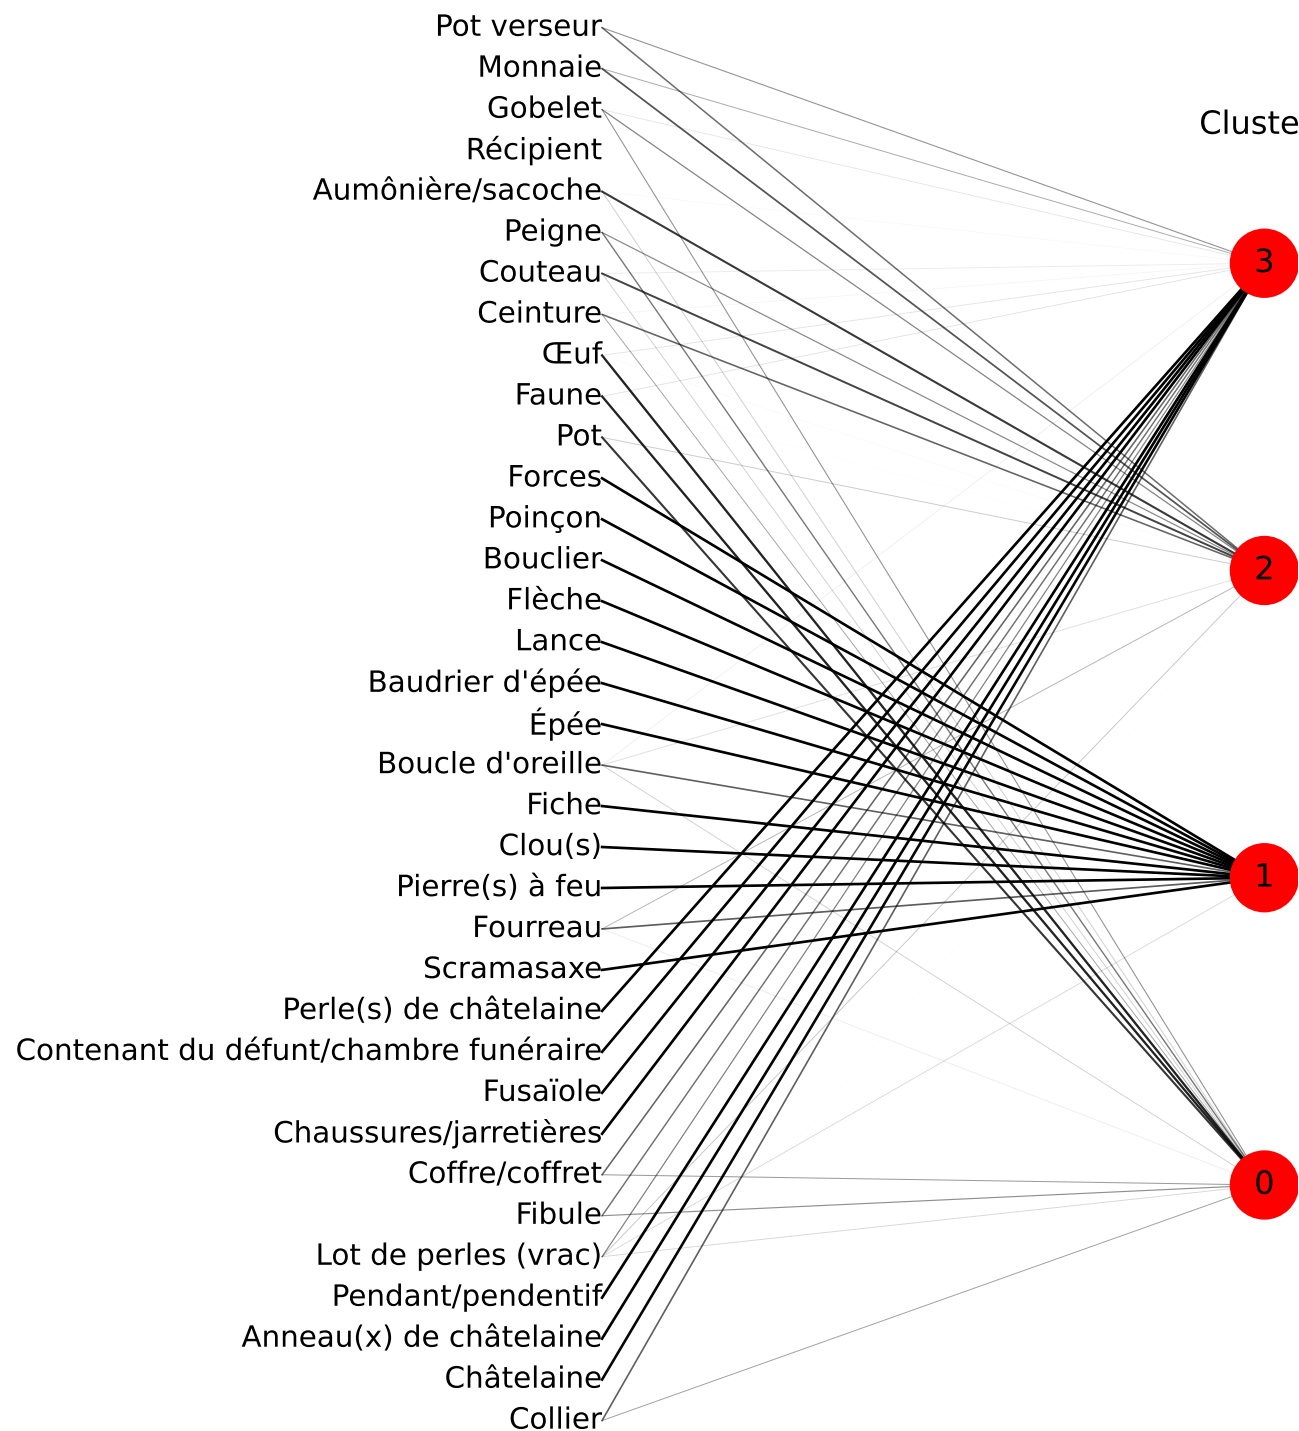 Pot verseur
Monnaie
Gobelet
Cluste
Récipient
Aumônière/sacoche
Peigne
3
Couteau
Ceinture
Œuf
Faune
Pot
Forces
Poinçon
Bouclier
2
Flèche
Lance
Baudrier d'épée
Épée
Boucle d'oreille
Fiche
Clou(s)
Pierre(s) à feu
1
Fourreau
Scramasaxe
Perle(s) de châtelaine
Contenant du défunt/chambre funéraire
Fusaïole
Chaussures/jarretières
Coffre/coffret
0
Fibule
Lot de perles (vrac)
Pendant/pendentif
Anneau(x) de châtelaine
Châtelaine
Collier